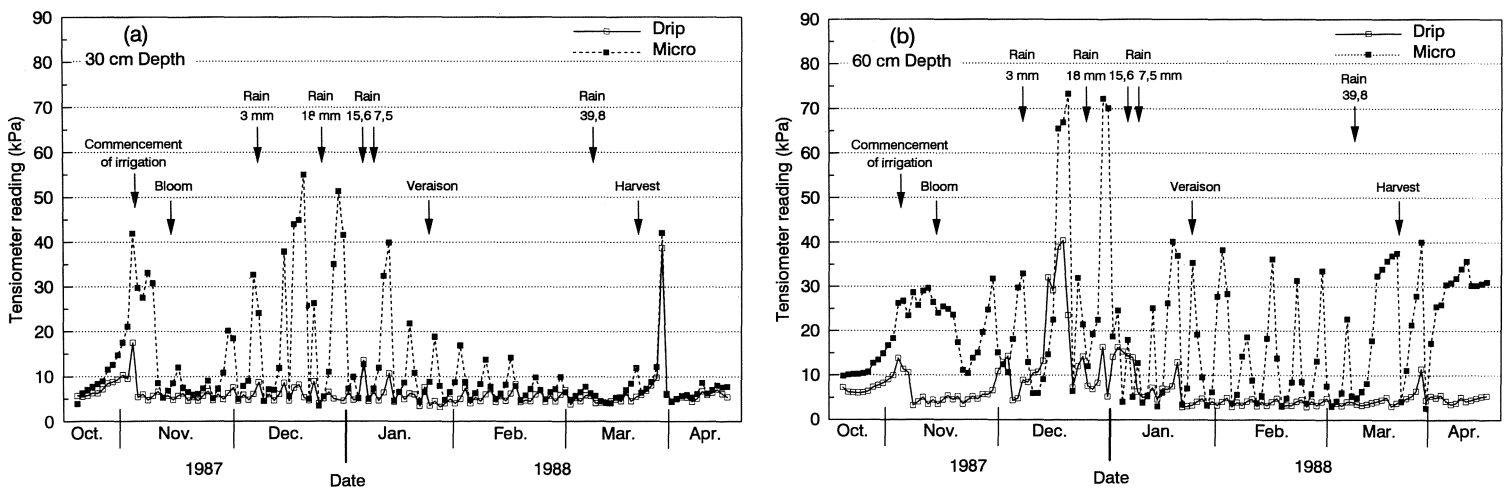 (a)
30 cm Depth
Drip
Micro
Tensiometer reading (kPa)
90
80
70
60
50
40
30
20
10
0
Rain
3 mm
Rain
18 mm
Rain
15,6 7,5
Rain
39,8
Commencement
of irrigation
Bloom
Veraison
Harvest
Oct. Nov. Dec. Jan. Feb. Mar. Apr.
1987 1988
Date
(b)
60 cm Depth
Drip
Micro
Tensiometer reading (kPa)
90
80
70
60
50
40
30
20
10
0
Rain
3 mm
Rain
18 mm
Rain
15,6 7,5 mm
Rain
39,8
Commencement
of irrigation
Bloom
Veraison
Harvest
Oct. Nov. Dec. Jan. Feb. Mar. Apr.
1987 1988
Date